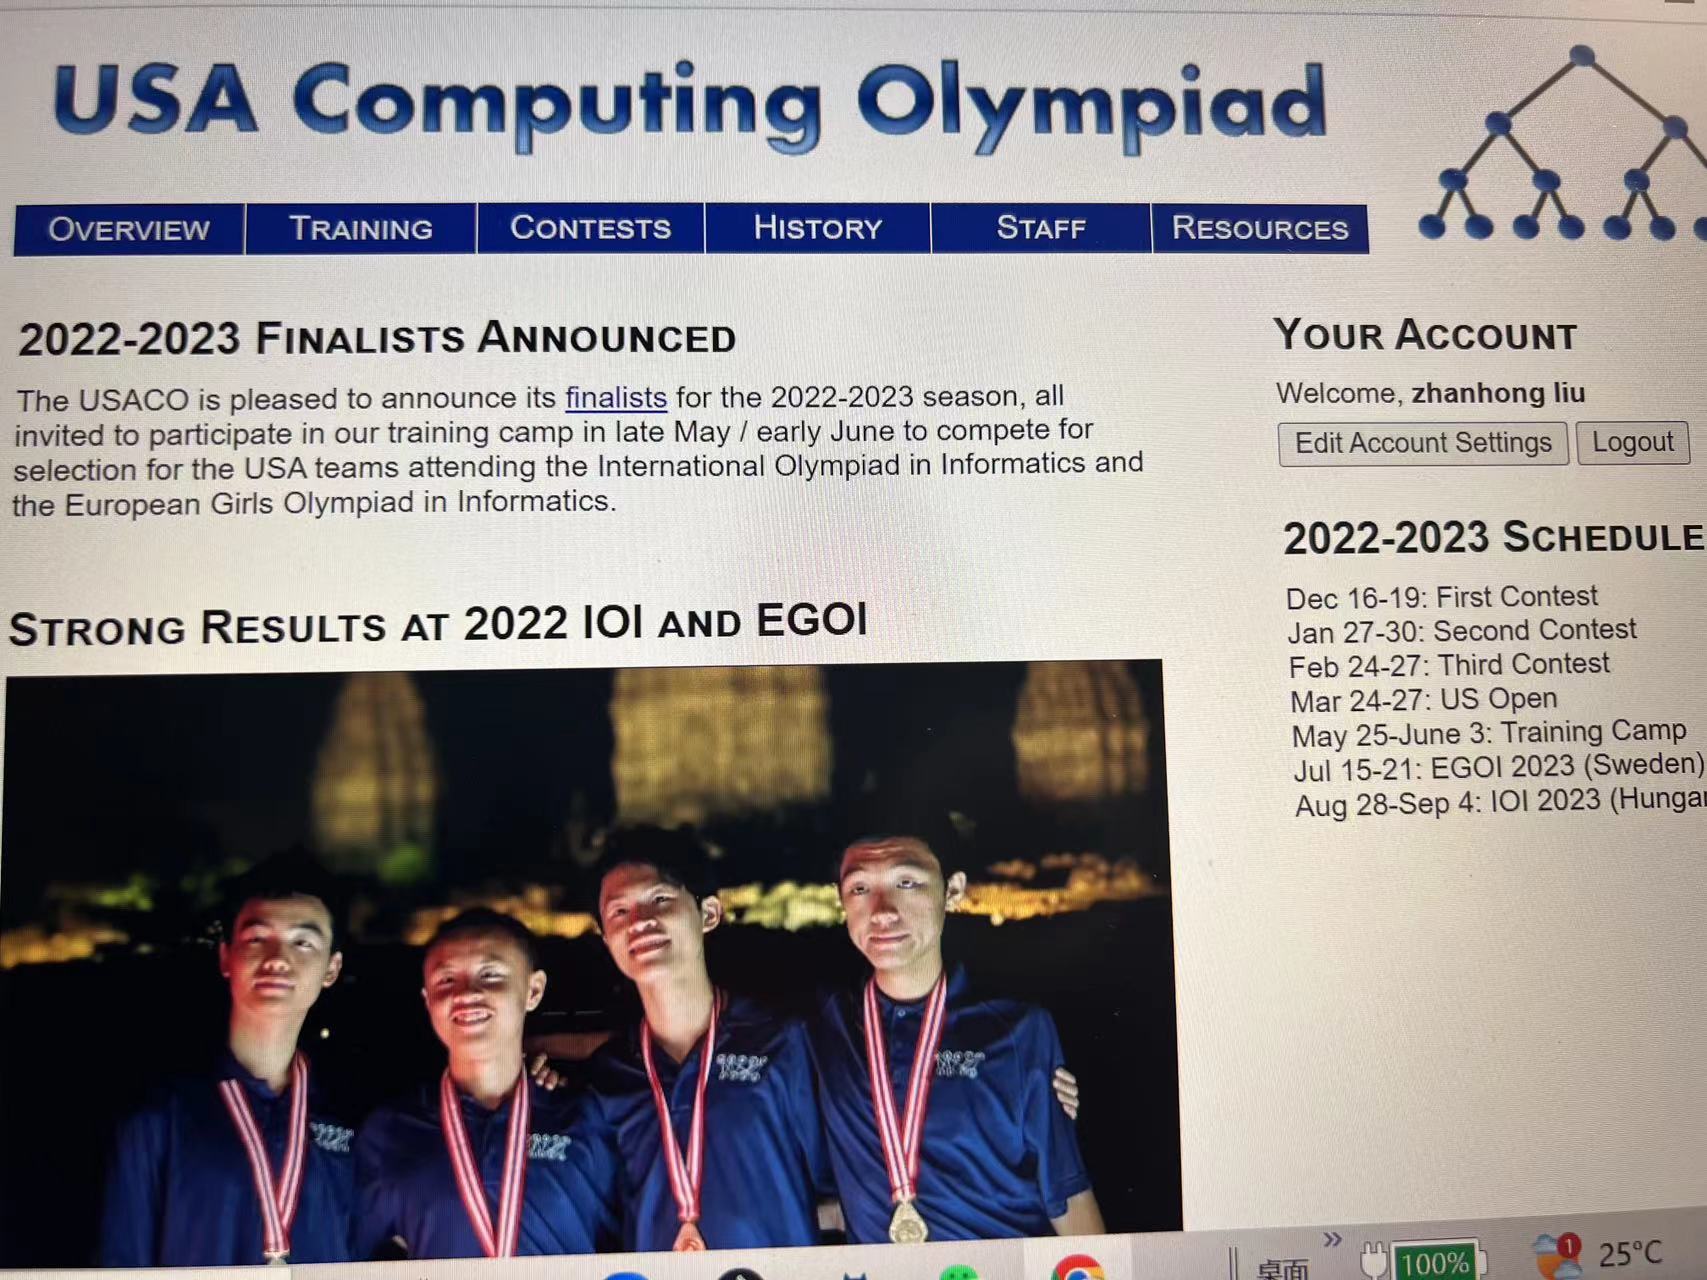 USA Computing Olympiad
OVERVIEW
TRAINING
CONTESTS
HISTORY
STAFF
RESOURCES
2022-2023 FINALISTS ANNOUNCED
The USACO is pleased to announce its finalists for the 2022-2023 season, all
invited to participate in our training camp in late May / early June to compete for
selection for the USA teams attending the International Olympiad in Informatics and
the European Girls Olympiad in Informatics.
STRONG RESULTS AT 2022 IOI AND EGOI
YOUR ACCOUNT
Welcome, zhanhong liu
Edit Account Settings
Logout
2022-2023 SCHEDULE
Dec 16-19: First Contest
Jan 27-30: Second Contest
Feb 24-27: Third Contest
Mar 24-27: US Open
May 25-June 3: Training Camp
Jul 15-21: EGOI 2023 (Sweden)
Aug 28-Sep 4: IOI 2023 (Hungar
桌面
»
100%
1
25°C